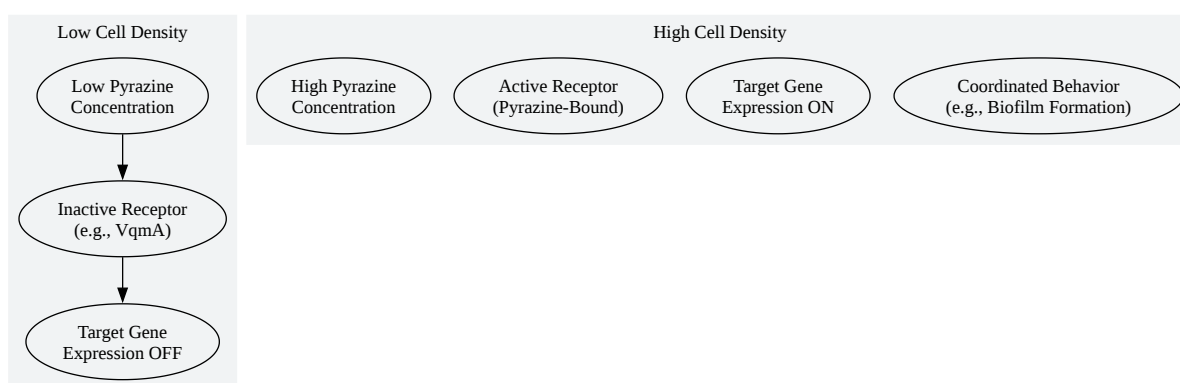 Low Cell Density
Low Pyrazine
Concentration
Inactive Receptor
(e.g., VqmA)
Target Gene
Expression OFF
High Cell Density
High Pyrazine
Concentration
Active Receptor
(Pyrazine-Bound)
Target Gene
Expression ON
Coordinated Behavior
(e.g., Biofilm Formation)